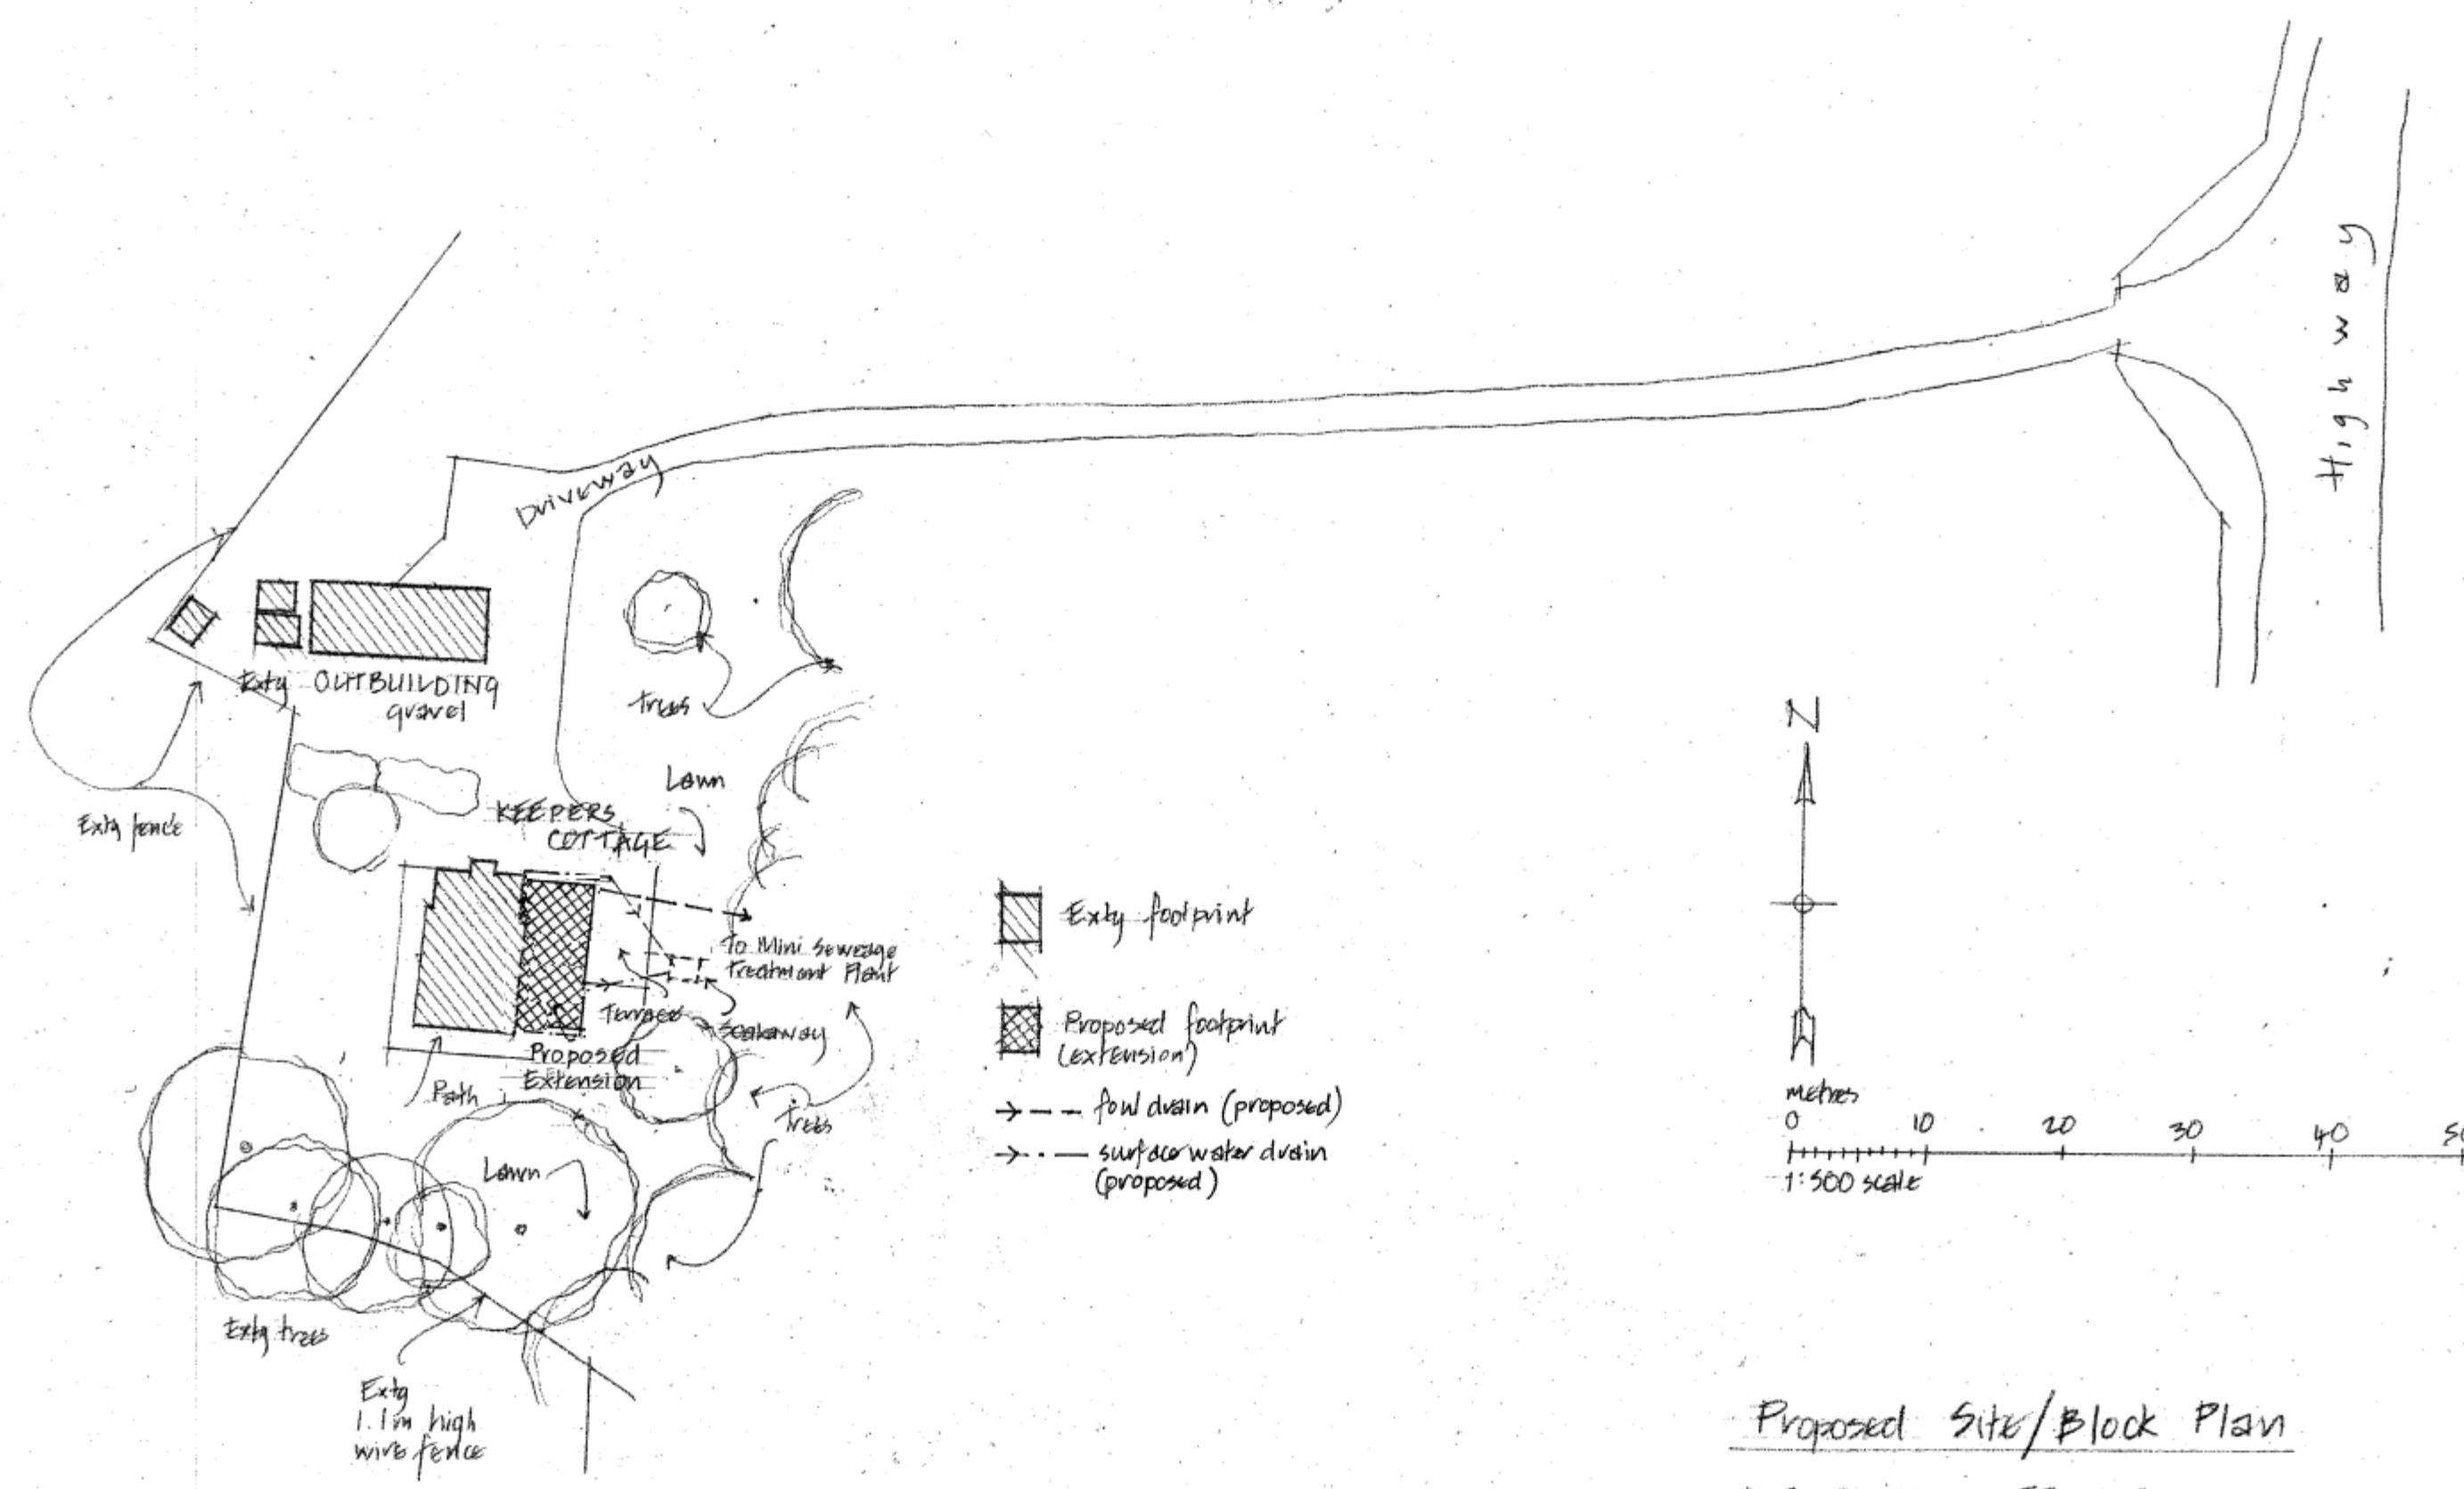 Highway
Driveway
Extg OUTBUILDING
gravel
trees
Lawn
Extg fence
KEEPERS
COTTAGE
To Mini Sewage
Treatment Plant
Terrace
Soakaway
Proposed
Extension
Path
Trees
Lawn
Extg trees
Extg
1.1m high
wire fence
Extg footprint
Proposed footprint
(extension)
foul drain (proposed)
surface water drain
(proposed)
N
metres
0 10 20 30 40
1:500 scale
Proposed Site/Block Plan